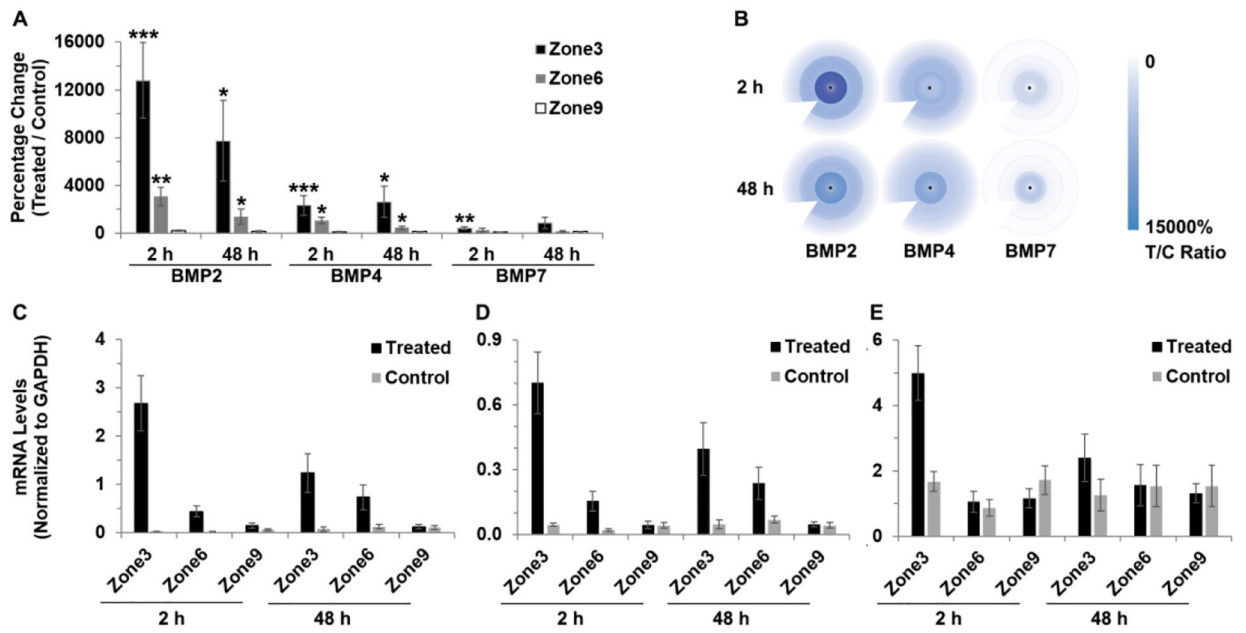 A
Percentage Change
(Treated / Control)
16000
12000
8000
4000
0
***
**
*
*
***
*
*
*
**
Zone3
Zone6
Zone9
2 h 48 h 2 h 48 h 2 h 48 h
BMP2 BMP4 BMP7
B
2 h
48 h
BMP2 BMP4 BMP7
0
15000%
T/C Ratio
C
mRNA Levels
(Normalized to GAPDH)
4
3
2
1
0
Treated
Control
Zone3 Zone6 Zone9 Zone3 Zone6 Zone9
2 h 48 h
D
0.9
0.6
0.3
0.0
Treated
Control
Zone3 Zone6 Zone9 Zone3 Zone6 Zone9
2 h 48 h
E
6
4
2
0
Treated
Control
Zone3 Zone6 Zone9 Zone3 Zone6 Zone9
2 h 48 h